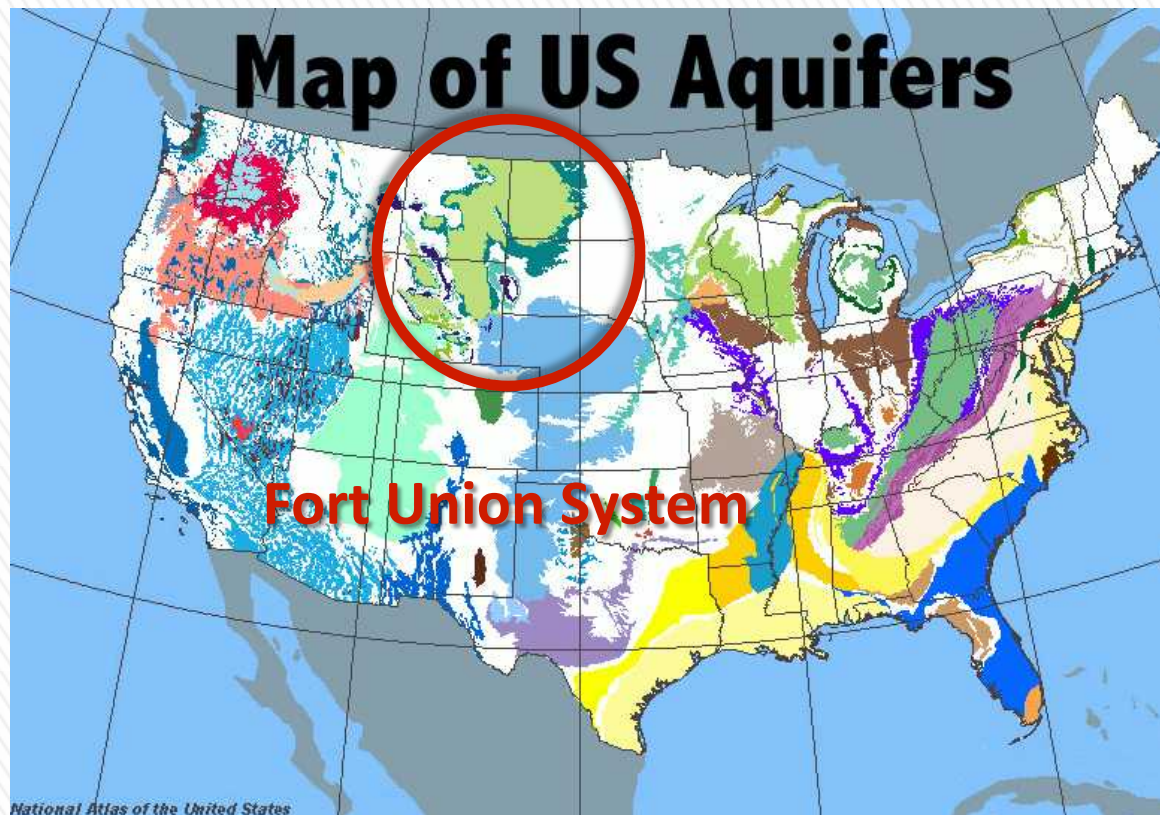 Map of US Aquifers
Fort Union System
National Atlas of the United States